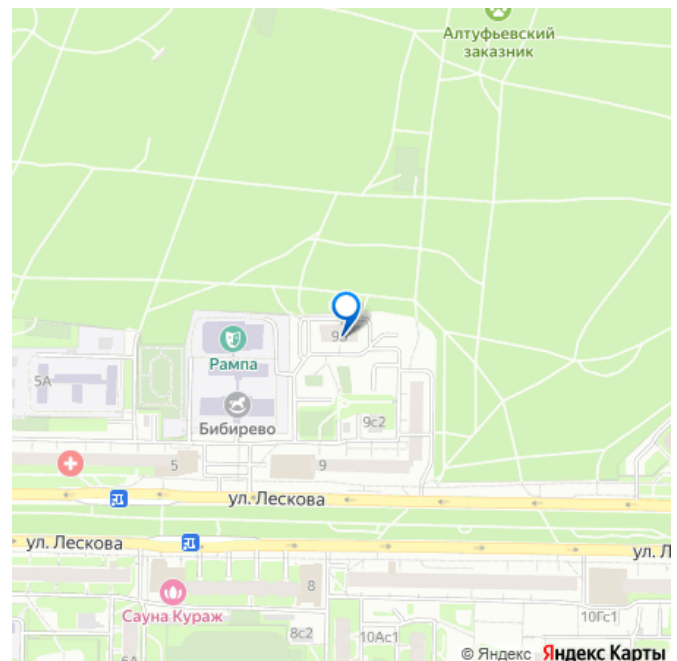 Алтуфьевский
заказник
Рампа
5А
Бибирево
9с2
5
9
ул. Лескова
ул. Лескова
ул. Л
8
Сауна Кураж
8с2
10Ас1
10Гс1
© Яндекс Яндекс Карты